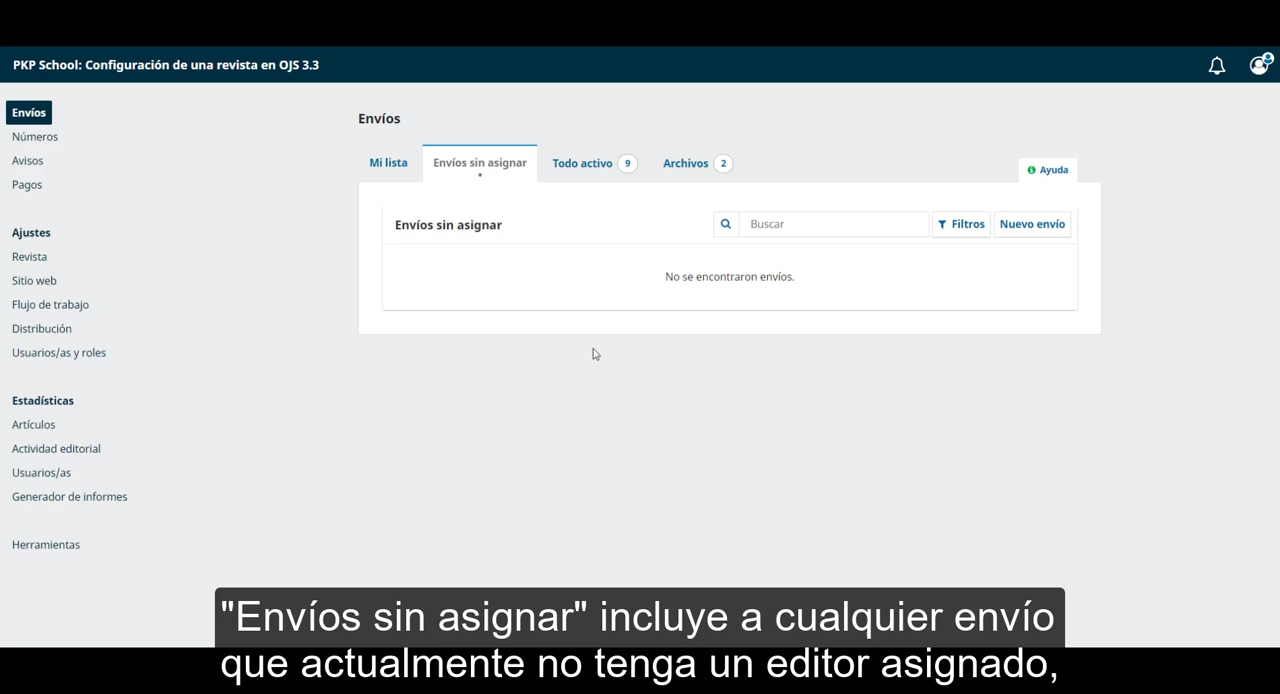 PKP School: Configuración de una revista en OJS 3.3
Envíos
Números
Avisos
Pagos
Ajustes
Revista
Sitio web
Flujo de trabajo
Distribución
Usuarios/as y roles
Estadísticas
Artículos
Actividad editorial
Usuarios/as
Generador de informes
Herramientas
Envíos
Mi lista Envíos sin asignar Todo activo 9 Archivos 2
Ayuda
Envíos sin asignar Buscar Filtros Nuevo envío
No se encontraron envíos.
"Envíos sin asignar" incluye a cualquier envío
que actualmente no tenga un editor asignado,